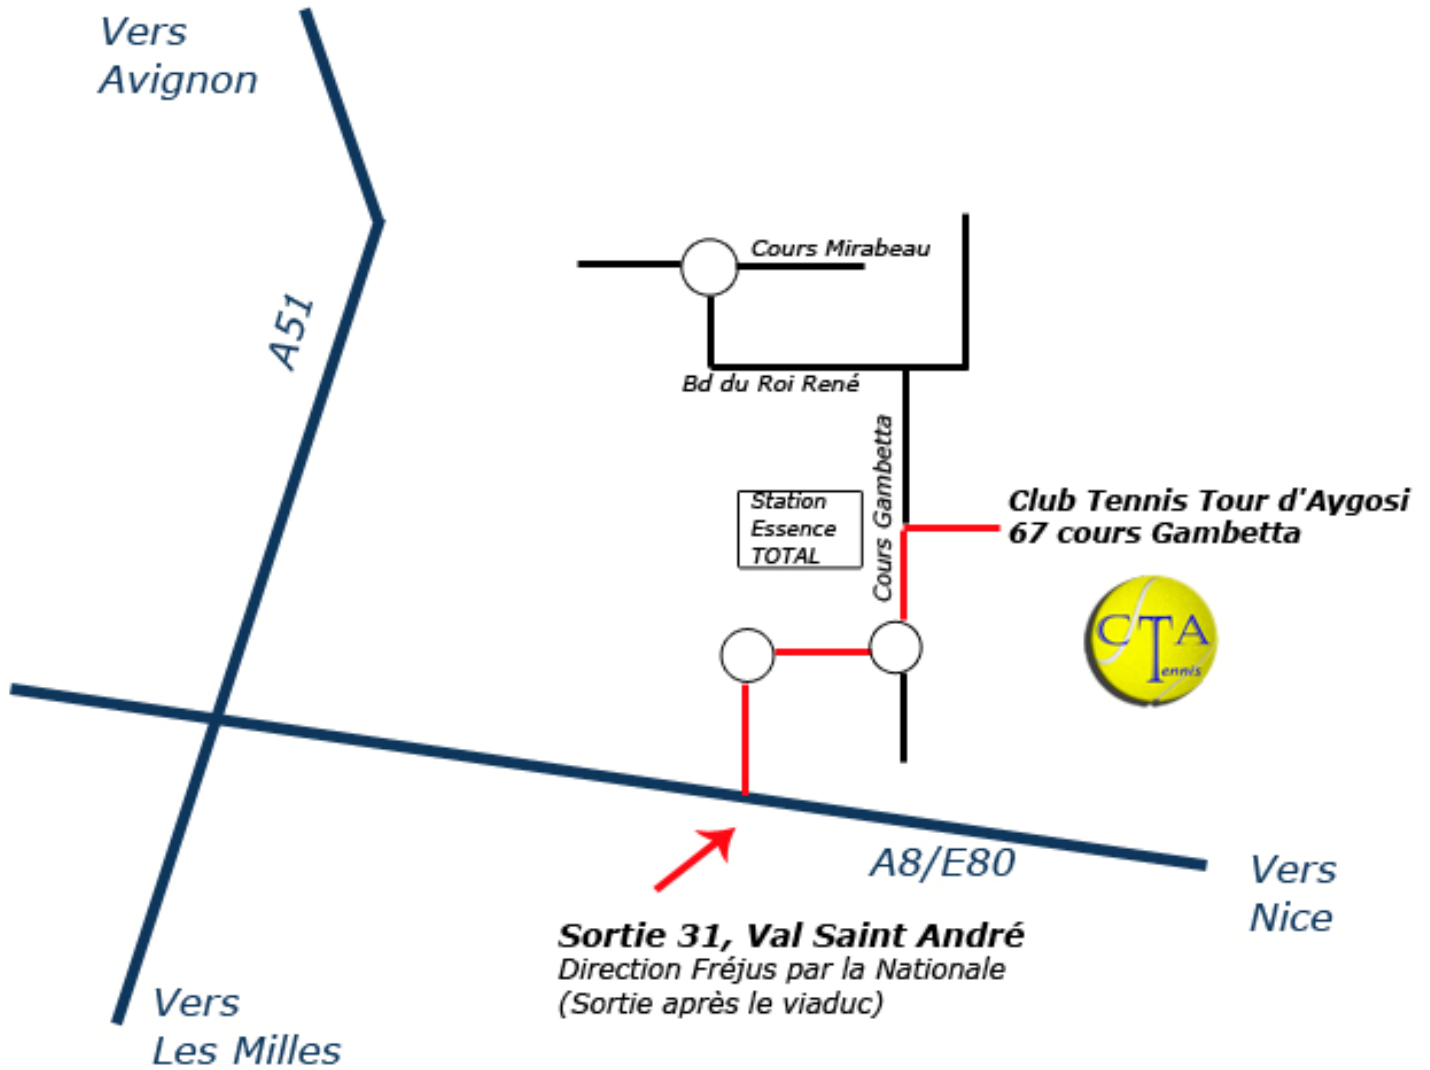 Vers
Avignon
A51
Cours Mirabeau
Bd du Roi René
Cours Gambetta
Station
Essence
TOTAL
Club Tennis Tour d'Aygosi
67 cours Gambetta
CTA
Tennis
A8/E80
Vers
Nice
Sortie 31, Val Saint André
Direction Fréjus par la Nationale
(Sortie après le viaduc)
Vers
Les Milles